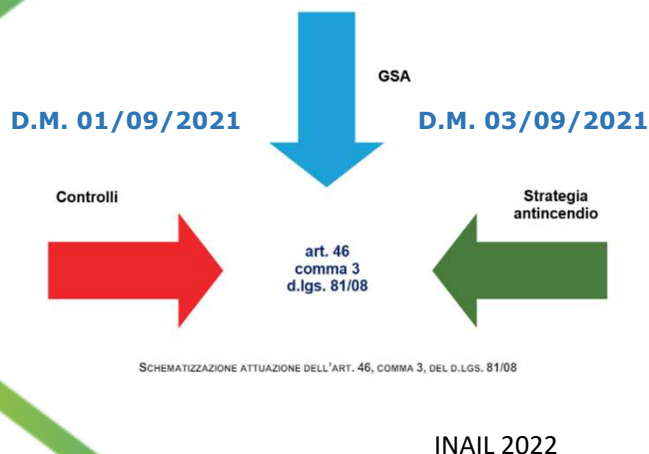 GSA
D.M. 01/09/2021
D.M. 03/09/2021
Controlli
Strategia
antincendio
art. 46
comma 3
d.lgs. 81/08
SCHEMATIZZAZIONE ATTUAZIONE DELL'ART. 46, COMMA 3, DEL D.LGS. 81/08
INAIL 2022